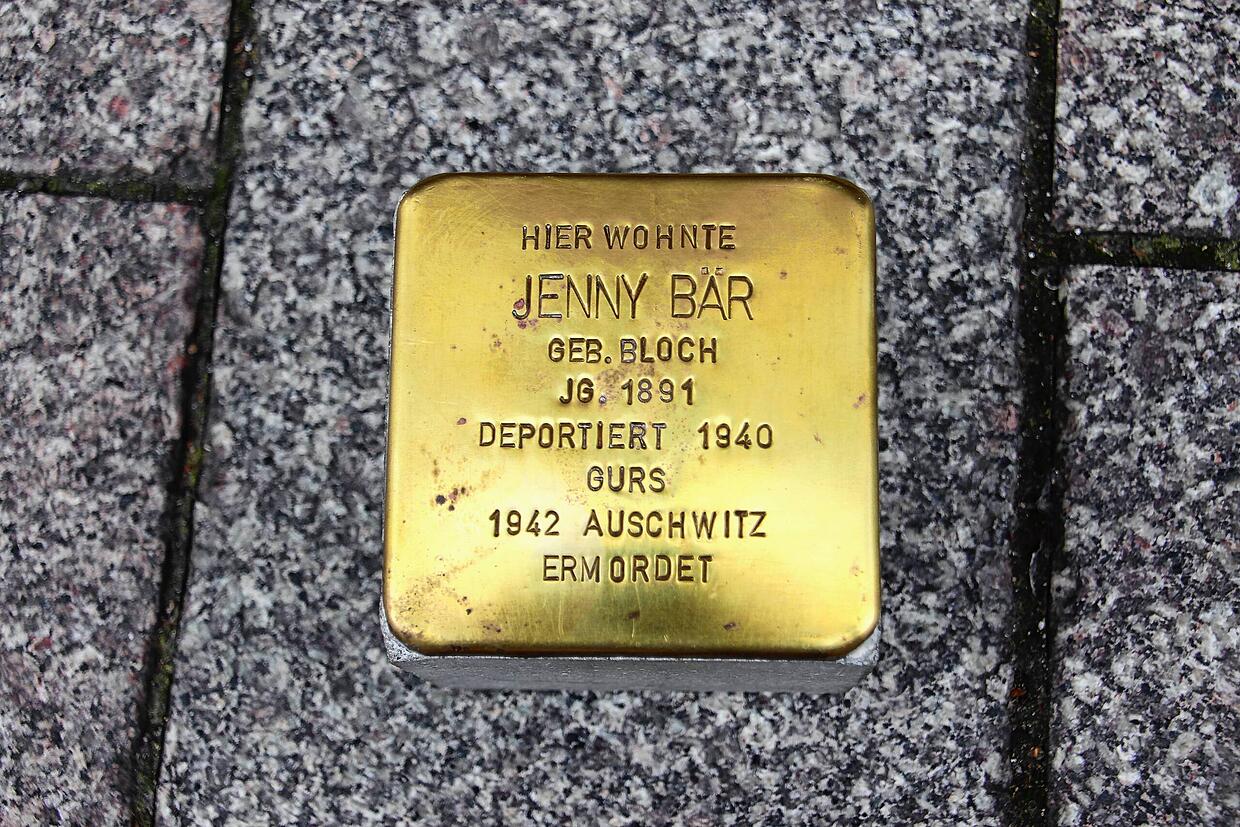 HIER WOHNTE
JENNY BÄR
GEB. BLOCH
JG. 1891
DEPORTIERT 1940
GURS
1942 AUSCHWITZ
ERMORDET